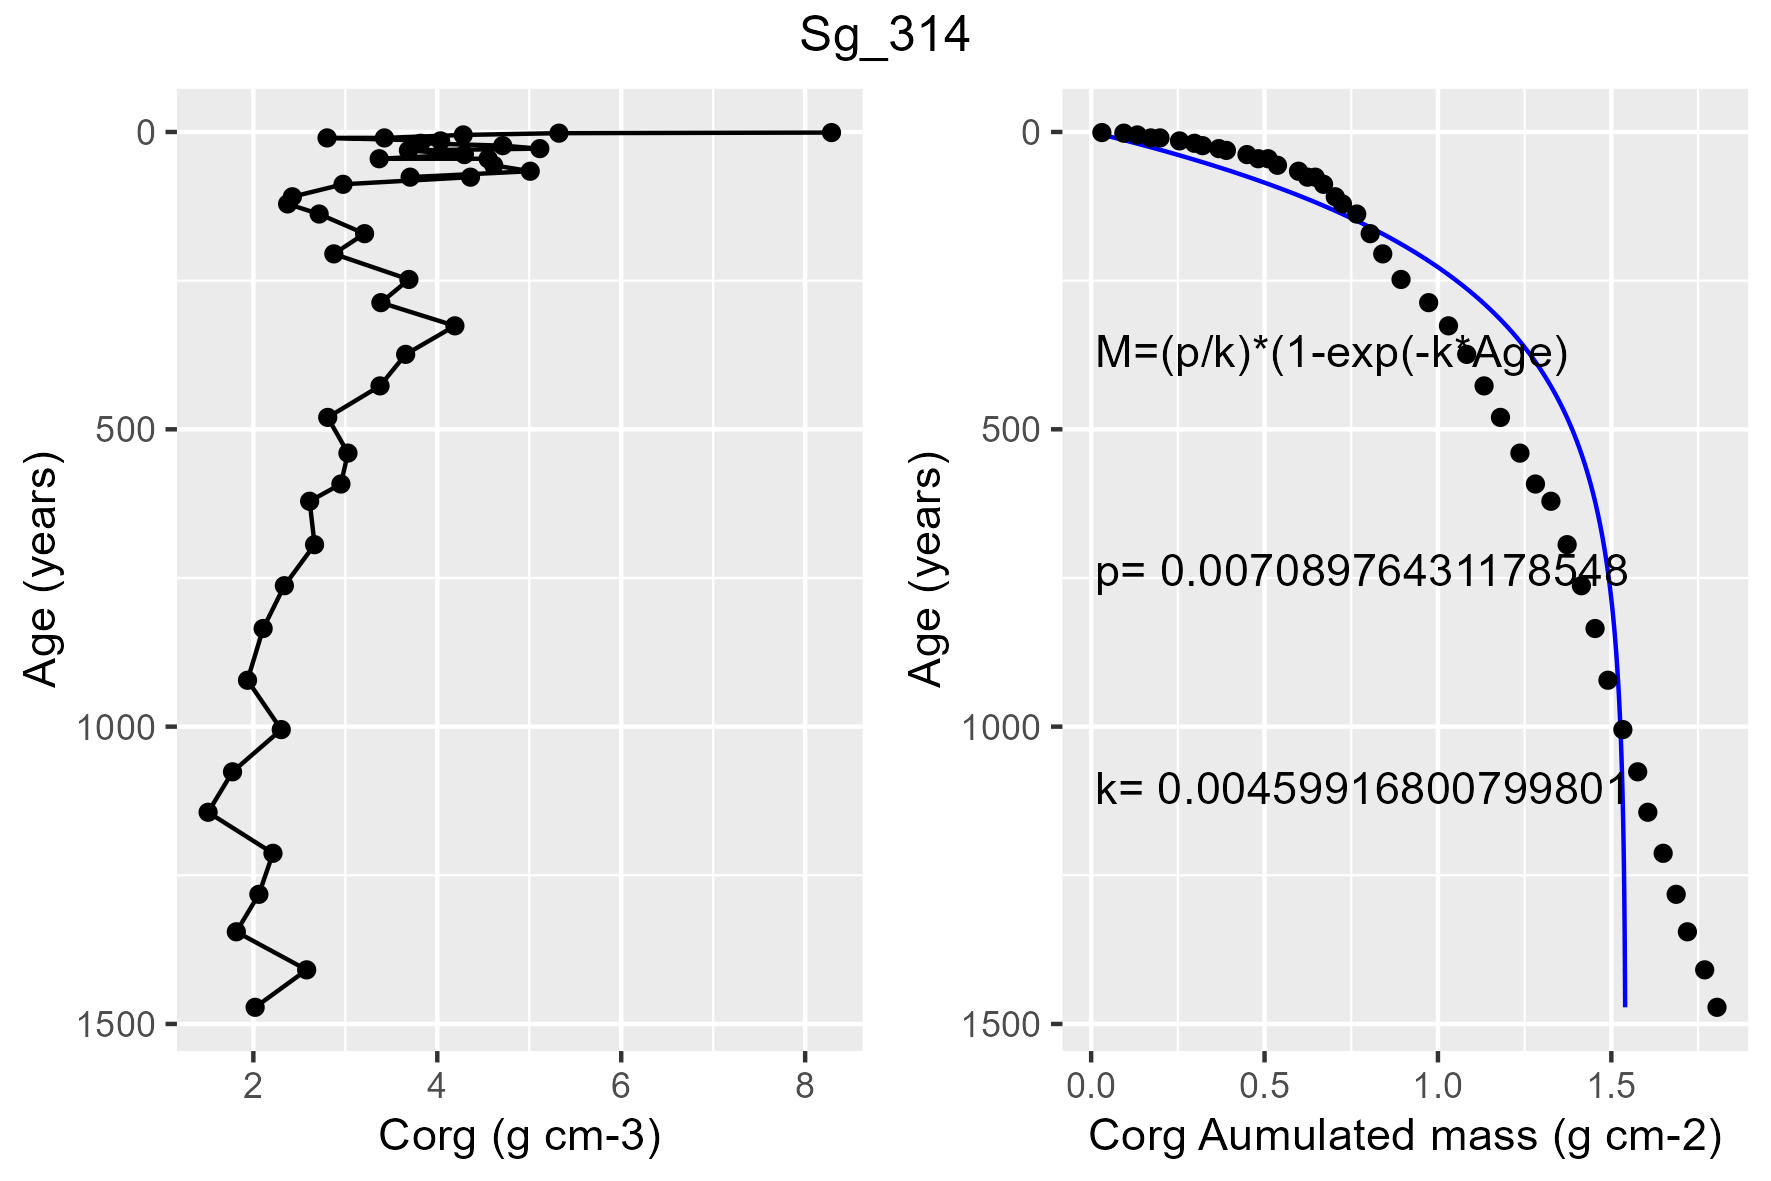 Sg_314
0
500
1000
1500
Age (years)
2 4 6 8
Corg (g cm-3)
0
500
1000
1500
Age (years)
M=(p/k)*(1-exp(-k*Age)
p= 0.00708976431178548
k= 0.00459916800799801
0.0 0.5 1.0 1.5
Corg Aumulated mass (g cm-2)